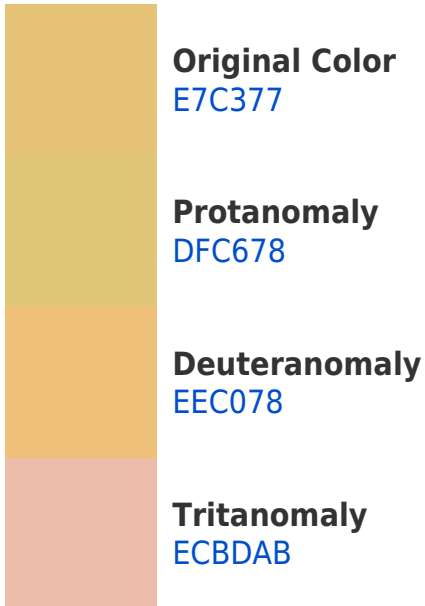 Original Color
E7C377
Protanomaly
DFC678
Deuteranomaly
EEC078
Tritanomaly
ECBDAB